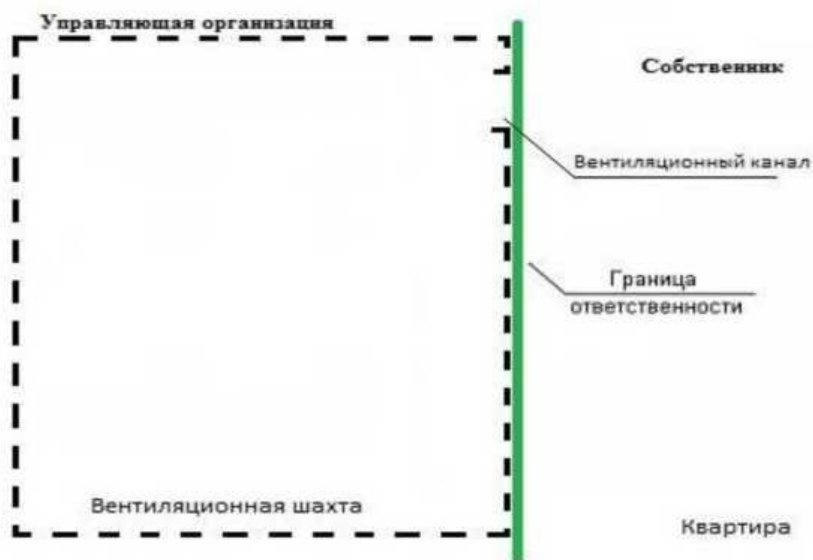 Управляющая организация
Собственник
Вентиляционный канал
Граница
ответственности
Вентиляционная шахта
Квартира